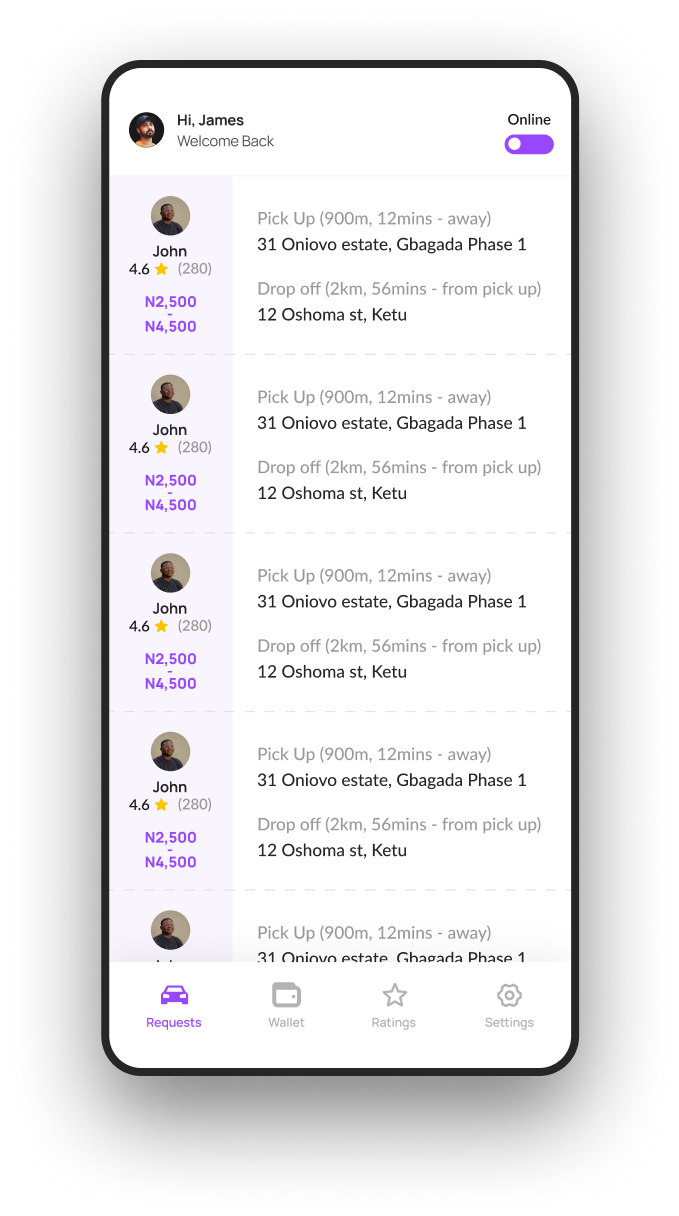 Hi, James
Welcome Back
Online
John
4.6 (280)
N2,500
-
N4,500
Pick Up (900m, 12mins - away)
31 Oniovo estate, Gbagada Phase 1
Drop off (2km, 56mins - from pick up)
12 Oshoma st, Ketu
John
4.6 (280)
N2,500
-
N4,500
Pick Up (900m, 12mins - away)
31 Oniovo estate, Gbagada Phase 1
Drop off (2km, 56mins - from pick up)
12 Oshoma st, Ketu
John
4.6 (280)
N2,500
-
N4,500
Pick Up (900m, 12mins - away)
31 Oniovo estate, Gbagada Phase 1
Drop off (2km, 56mins - from pick up)
12 Oshoma st, Ketu
John
4.6 (280)
N2,500
-
N4,500
Pick Up (900m, 12mins - away)
31 Oniovo estate, Gbagada Phase 1
Drop off (2km, 56mins - from pick up)
12 Oshoma st, Ketu
Pick Up (900m, 12mins - away)
31 Oniovo estate, Gbagada Phase 1
Requests
Wallet
Ratings
Settings